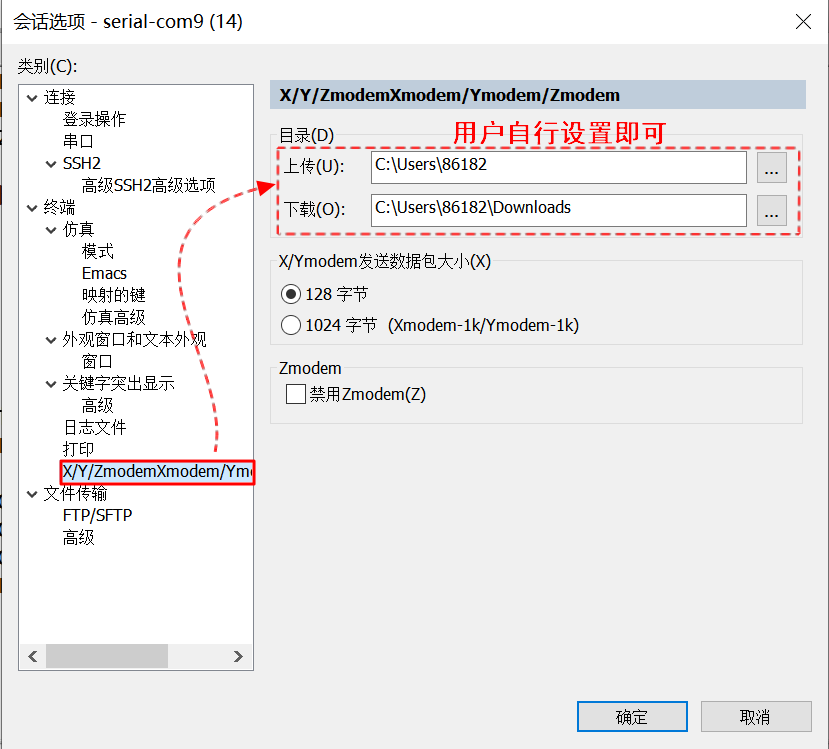 会话选项 - serial-com9 (14)
类别(C):
连接
登录操作
串口
SSH2
高级SSH2高级选项
终端
仿真
模式
Emacs
映射的键
仿真高级
外观窗口和文本外观
窗口
关键字突出显示
高级
日志文件
打印
X/Y/ZmodemXmodem/Ymo
文件传输
FTP/SFTP
高级
X/Y/ZmodemXmodem/Ymodem/Zmodem
目录(D)
用户自行设置即可
上传(U): C:\Users\86182 ...
下载(O): C:\Users\86182\Downloads ...
X/Ymodem发送数据包大小(X)
128 字节
1024 字节 (Xmodem-1k/Ymodem-1k)
Zmodem
禁用Zmodem(Z)
确定 取消